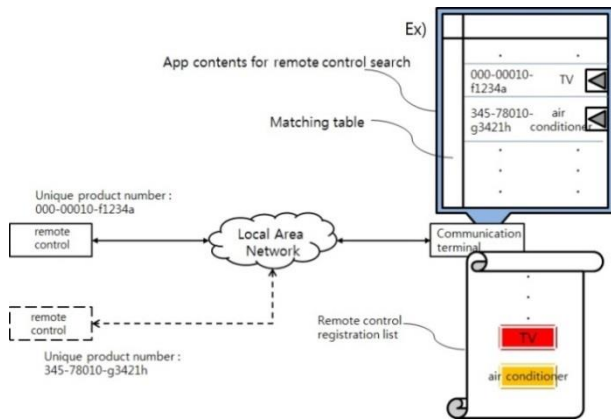 Ex)
App contents for remote control search
000-00010-
f1234a
TV
345-78010-
g3421h
air
conditioner
Matching table
Unique product number :
000-00010-f1234a
remote
control
Local Area
Network
Communication
terminal
remote
control
Unique product number :
345-78010-g3421h
Remote control
registration list
TV
air conditioner